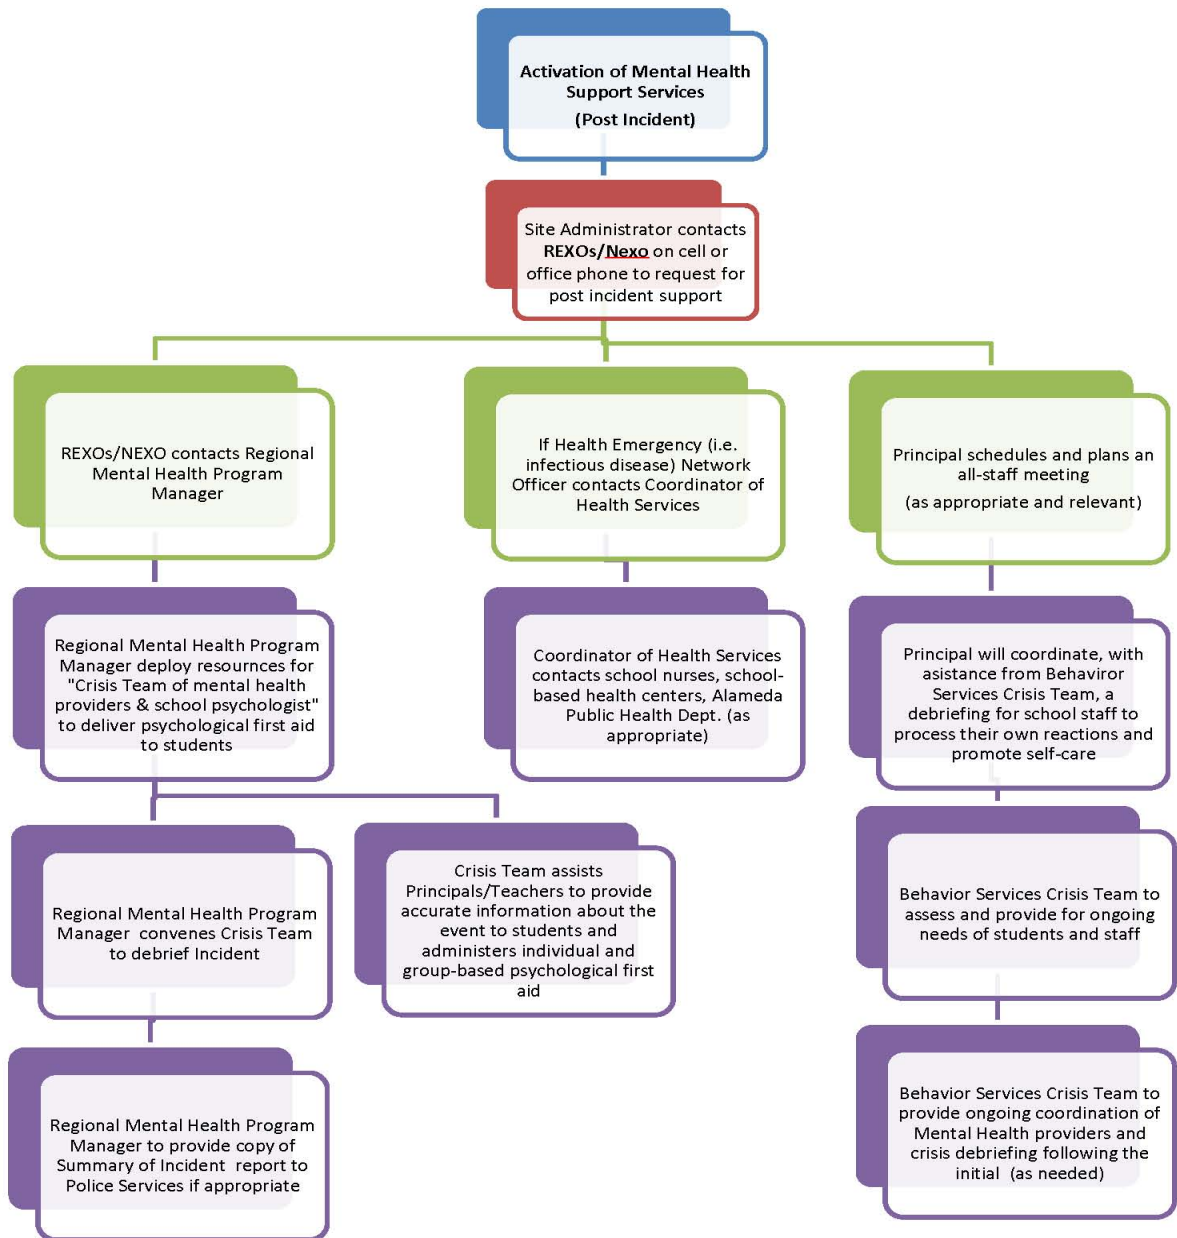 Activation of Mental Health
Support Services
(Post Incident)
Site Administrator contacts
REXOs/Nexo on cell or
office phone to request for
post incident support
REXOs/NEXO contacts Regional
Mental Health Program
Manager
If Health Emergency (i.e.
infectious disease) Network
Officer contacts Coordinator of
Health Services
Principal schedules and plans an
all-staff meeting
(as appropriate and relevant)
Regional Mental Health Program
Manager deploy resournces for
"Crisis Team of mental health
providers & school psychologist"
to deliver psychological first aid
to students
Coordinator of Health Services
contacts school nurses, school-
based health centers, Alameda
Public Health Dept. (as
appropriate)
Principal will coordinate, with
asistance from Behaviror
Services Crisis Team, a
debriefing for school staff to
process their own reactions and
promote self-care
Regional Mental Health Program
Manager convenes Crisis Team
to debrief Incident
Crisis Team assists
Principals/Teachers to provide
accurate information about the
event to students and
administers individual and
group-based psychological first
aid
Behavior Services Crisis Team to
assess and provide for ongoing
needs of students and staff
Regional Mental Health Program
Manager to provide copy of
Summary of Incident report to
Police Services if appropriate
Behavior Services Crisis Team to
provide ongoing coordination of
Mental Health providers and
crisis debriefing following the
initial (as needed)